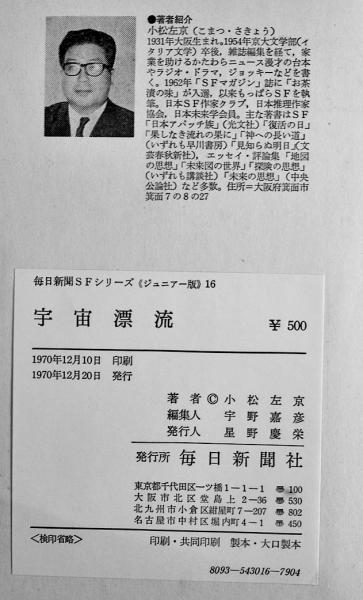 ●著者紹介
小松左京（こまつ・さきょう）
1931年大阪生まれ。1954年京大文学部（イ
タリア文学）卒後，雑誌編集を経て，家
業を助けるかたわらニュース漫才の台本
やラジオ・ドラマ，ジョッキーなどを書
く。1962年「ＳＦマガジン」誌に「お茶
漬の味」が入選，以来もっぱらＳＦを執
筆。日本ＳＦ作家クラブ，日本推理作家
協会，日本未来学会員。主な著書はＳＦ
「日本アパッチ族」（光文社）「復活の日」
「果しなき流れの果に」「神への長い道」
（いずれも早川書房）「見知らぬ明日」（文
芸春秋新社），エッセイ・評論集「地図
の思想」「未来図の世界」「探険の思想」
（いずれも講談社）「未来の思想」（中央
公論社）など多数。住所＝大阪府箕面市
箕面7の8の27
毎日新聞ＳＦシリーズ《ジュニアー版》16
宇宙漂流 ￥500
1970年12月10日 印刷
1970年12月20日 発行
著者 © 小松左京
編集人 宇野嘉彦
発行人 星野慶栄
発行所 毎日新聞社
東京都千代田区一ツ橋1－1－1 〠100
大阪市北区堂島上2－36 〠530
北九州市小倉区紺屋町7－207 〠802
名古屋市中村区堀内町4－1 〠450
〈検印省略〉 印刷・共同印刷 製本・大口製本
8093-543016-7904